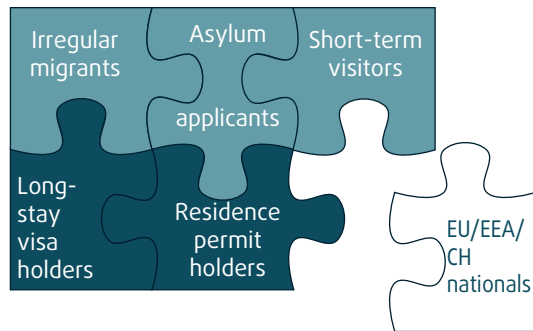 Irregular
migrants
Asylum
applicants
Short-term
visitors
Long-
stay
visa
holders
Residence
permit
holders
EU/EEA/
CH
nationals